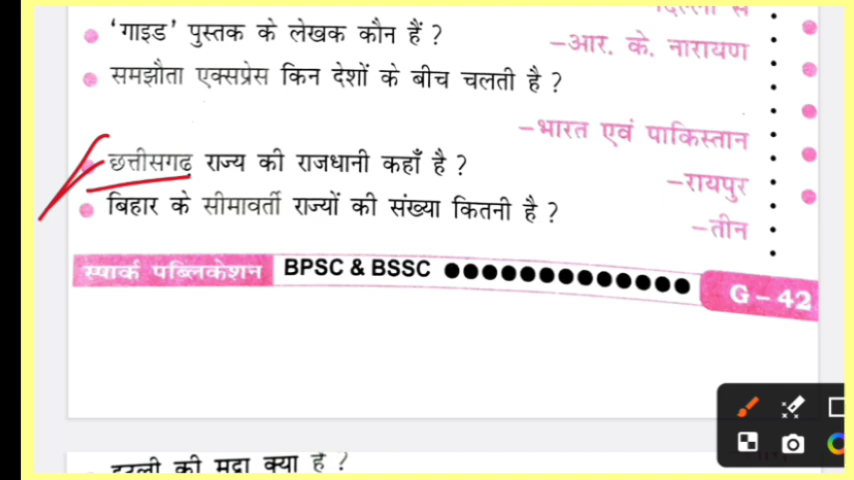 दिल्ली से
'गाइड' पुस्तक के लेखक कौन हैं ?
–आर. के. नारायण
समझौता एक्सप्रेस किन देशों के बीच चलती है ?
–भारत एवं पाकिस्तान
छत्तीसगढ़ राज्य की राजधानी कहाँ है ?
–रायपुर
बिहार के सीमावर्ती राज्यों की संख्या कितनी है ?
–तीन
स्पार्क पब्लिकेशन BPSC & BSSC G – 42
की मुद्रा क्या है ?